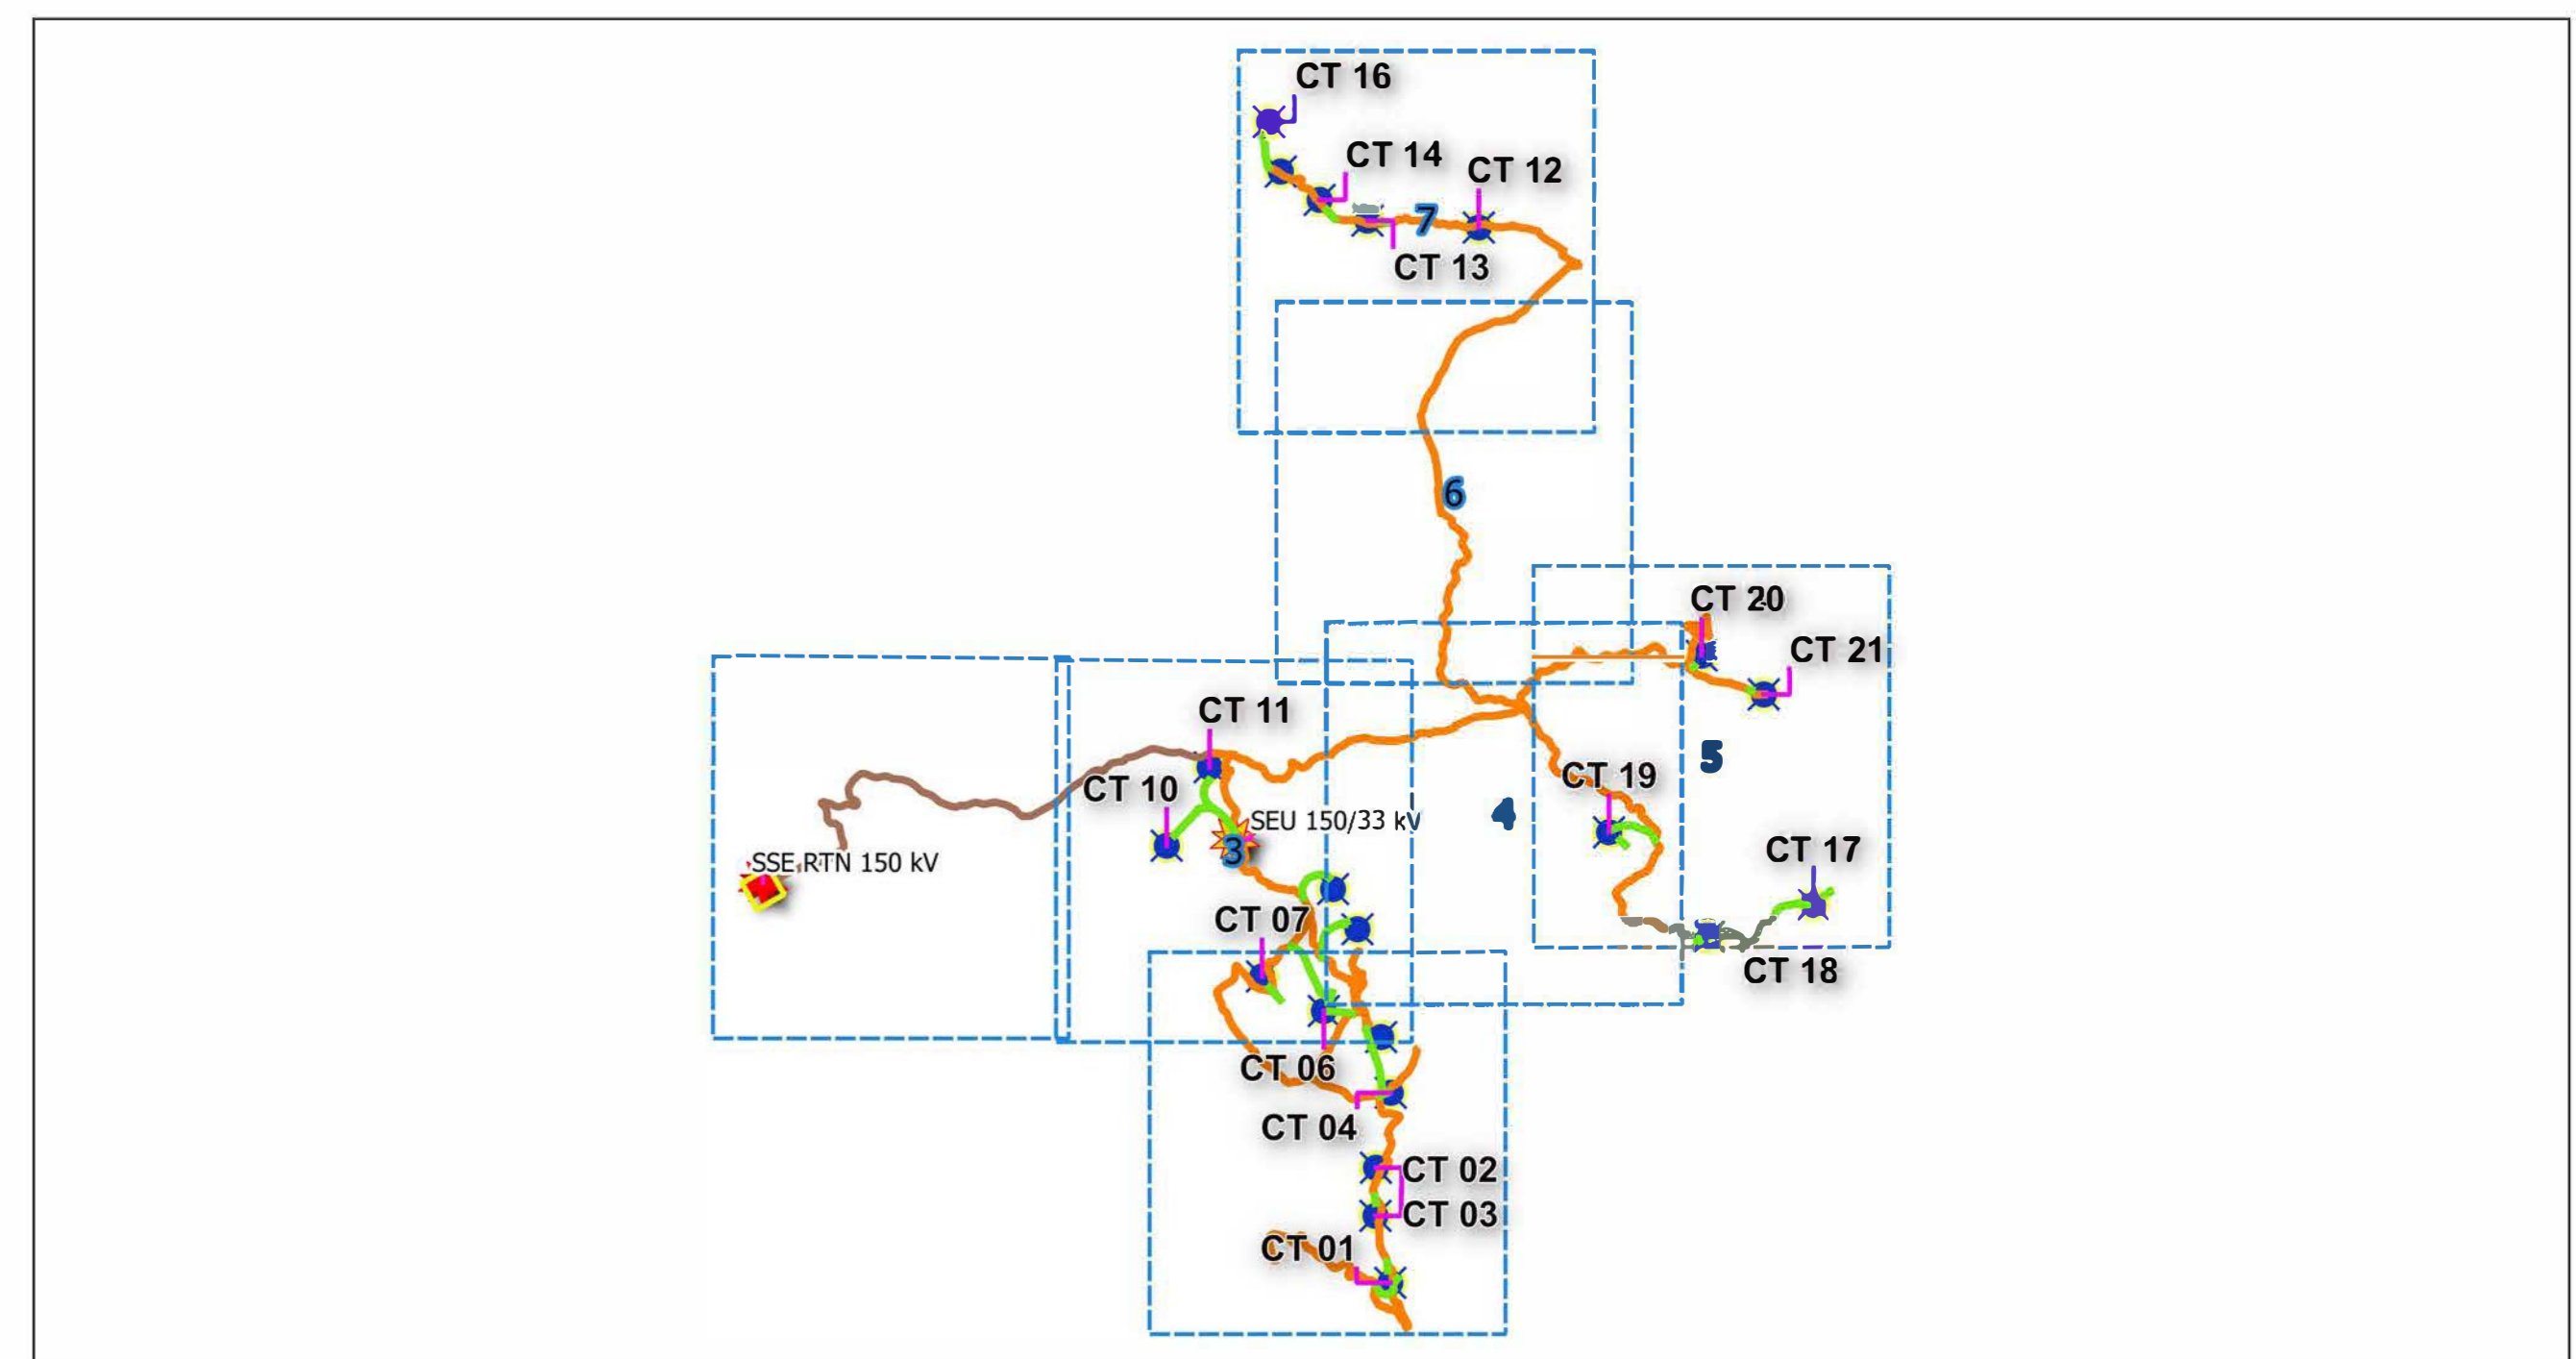 CT 16
CT 14
CT 12
7
CT 13
6
CT 20
CT 21
CT 11
5
CT 19
CT 10
SEU 150/33 kV
4
3
SSE RTN 150 kV
CT 17
CT 07
CT 18
CT 06
CT 04
CT 02
CT 03
CT 01